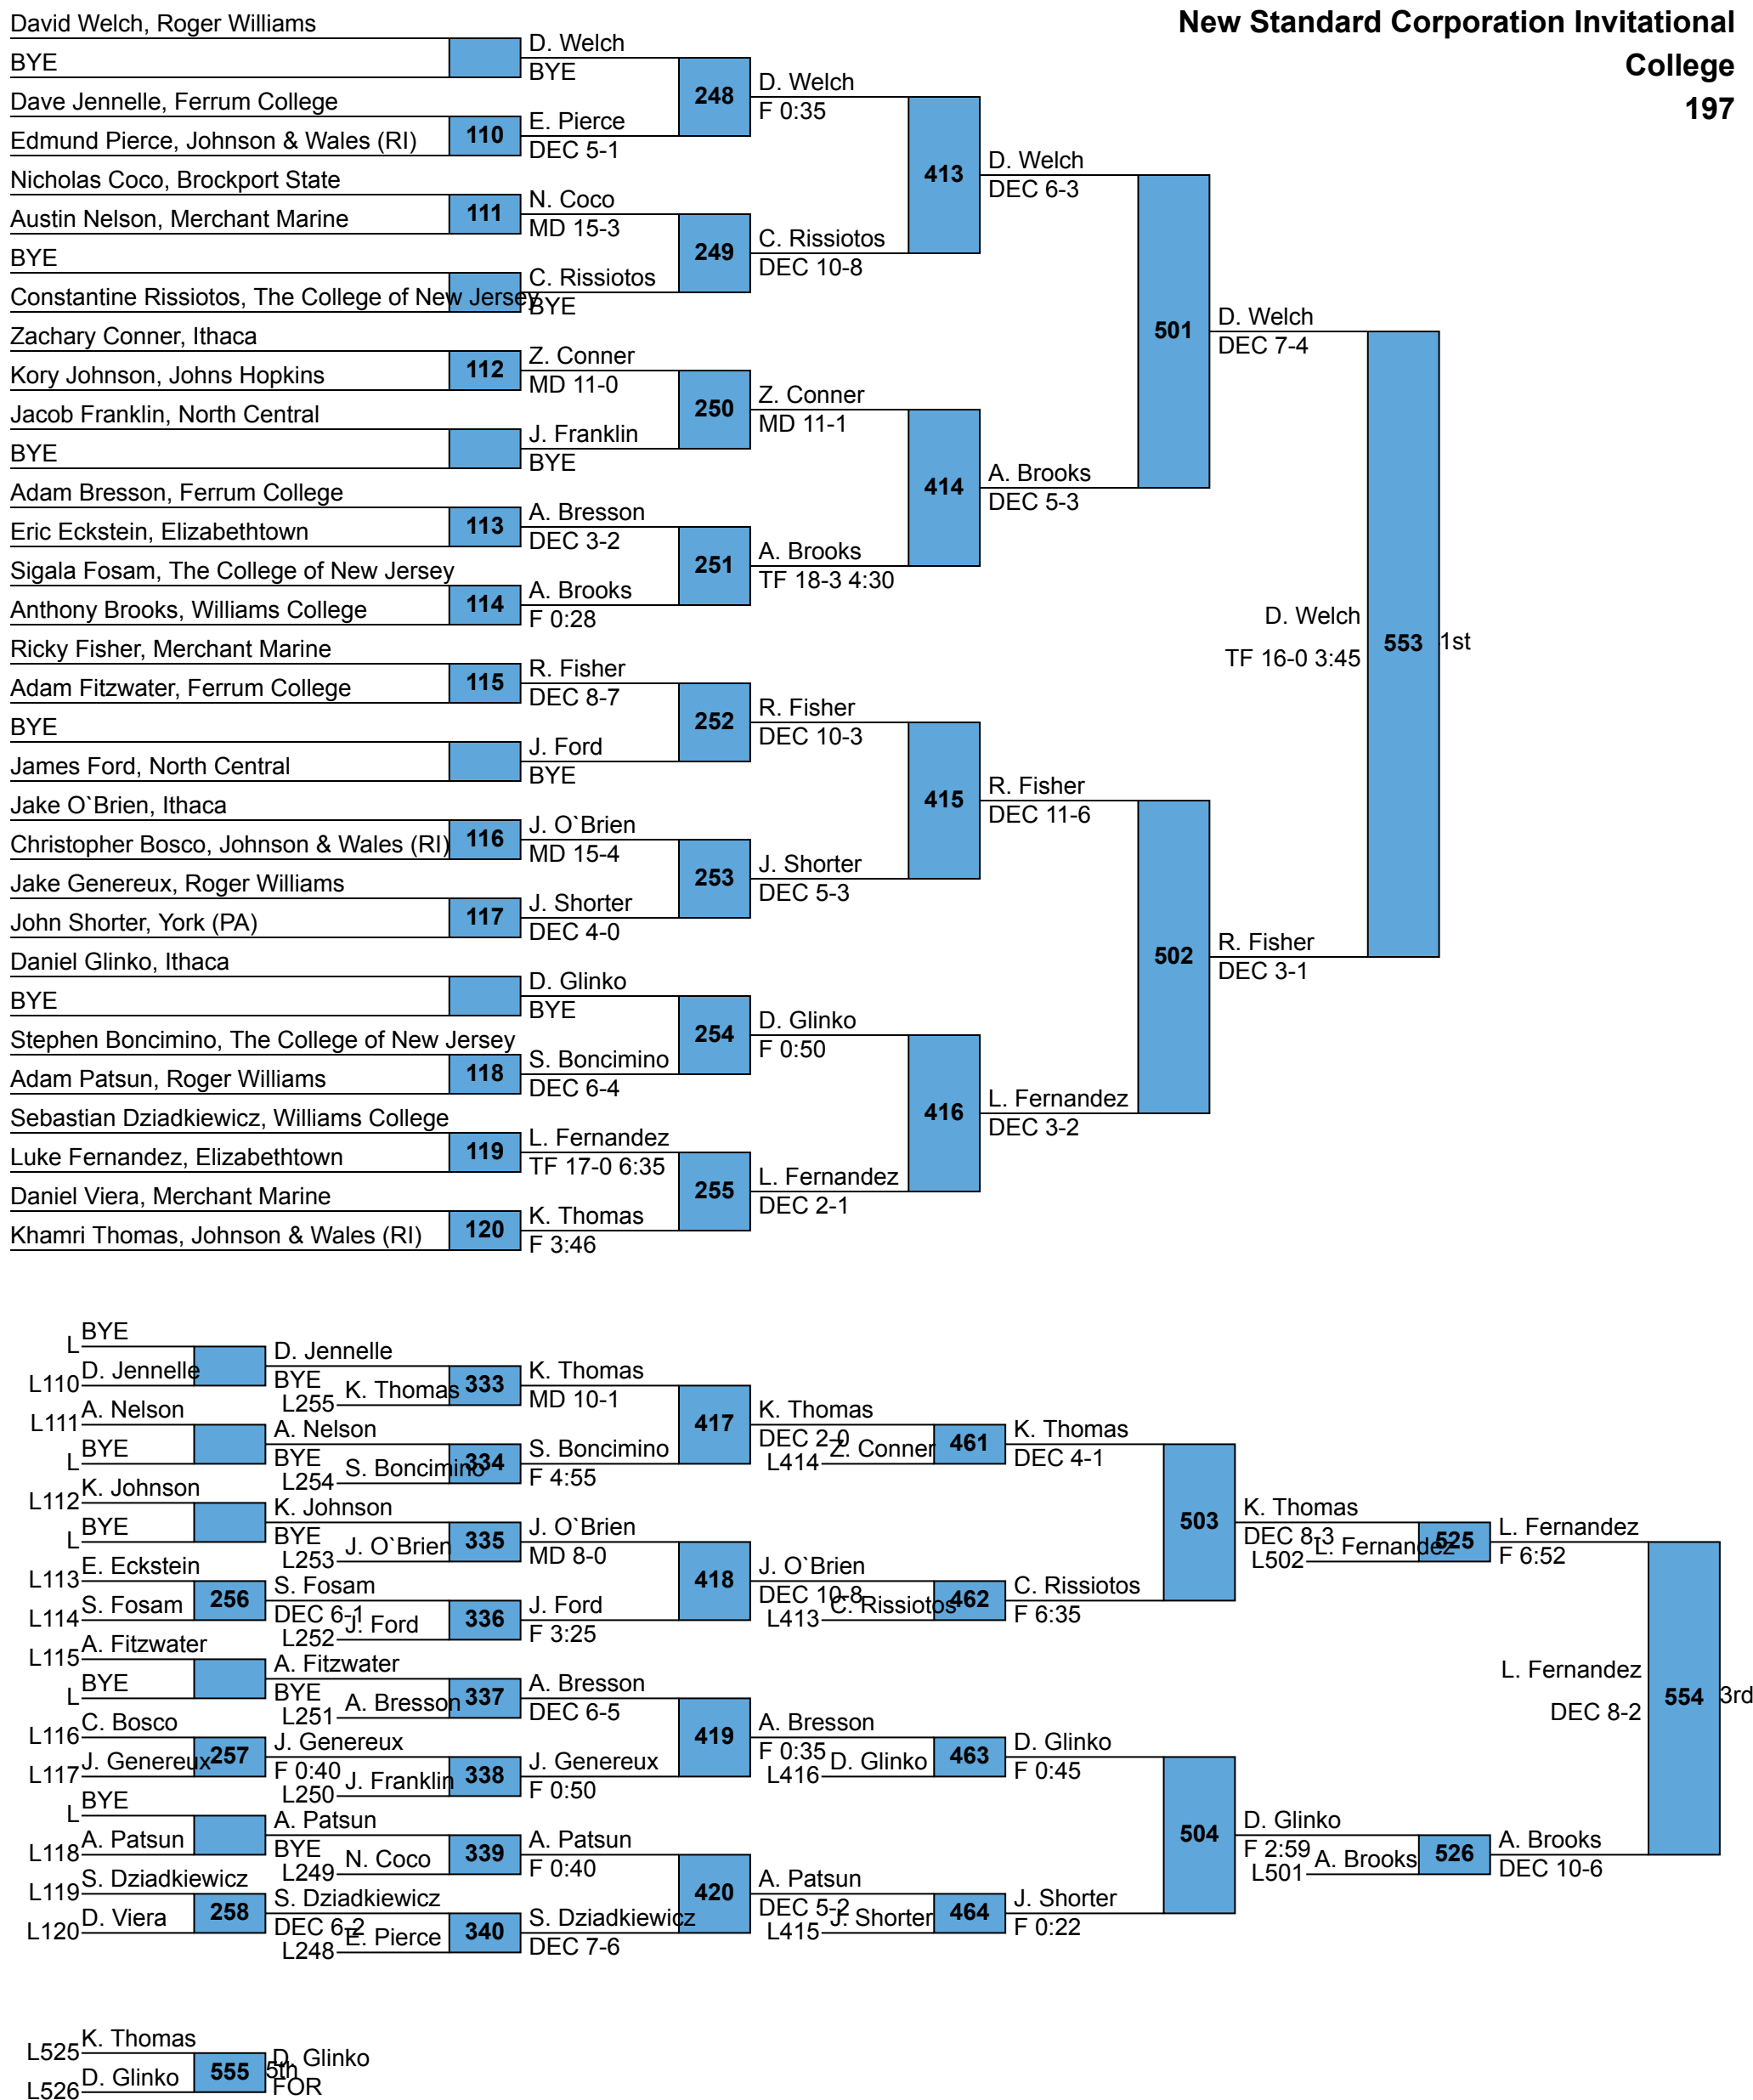 New Standard Corporation Invitational
College
197
David Welch, Roger Williams
BYE
D. Welch
BYE
Dave Jennelle, Ferrum College
Edmund Pierce, Johnson & Wales (RI)
110
E. Pierce
DEC 5-1
248
D. Welch
F 0:35
Nicholas Coco, Brockport State
Austin Nelson, Merchant Marine
111
N. Coco
MD 15-3
BYE
Constantine Rissiotos, The College of New Jersey
C. Rissiotos
BYE
249
C. Rissiotos
DEC 10-8
413
D. Welch
DEC 6-3
Zachary Conner, Ithaca
Kory Johnson, Johns Hopkins
112
Z. Conner
MD 11-0
Jacob Franklin, North Central
BYE
J. Franklin
BYE
250
Z. Conner
MD 11-1
Adam Bresson, Ferrum College
Eric Eckstein, Elizabethtown
113
A. Bresson
DEC 3-2
Sigala Fosam, The College of New Jersey
Anthony Brooks, Williams College
114
A. Brooks
F 0:28
251
A. Brooks
TF 18-3 4:30
414
A. Brooks
DEC 5-3
501
D. Welch
DEC 7-4
Ricky Fisher, Merchant Marine
Adam Fitzwater, Ferrum College
115
R. Fisher
DEC 8-7
BYE
James Ford, North Central
J. Ford
BYE
252
R. Fisher
DEC 10-3
Jake O`Brien, Ithaca
Christopher Bosco, Johnson & Wales (RI)
116
J. O`Brien
MD 15-4
Jake Genereux, Roger Williams
John Shorter, York (PA)
117
J. Shorter
DEC 4-0
253
J. Shorter
DEC 5-3
415
R. Fisher
DEC 11-6
Daniel Glinko, Ithaca
BYE
D. Glinko
BYE
Stephen Boncimino, The College of New Jersey
Adam Patsun, Roger Williams
118
S. Boncimino
DEC 6-4
254
D. Glinko
F 0:50
Sebastian Dziadkiewicz, Williams College
Luke Fernandez, Elizabethtown
119
L. Fernandez
TF 17-0 6:35
Daniel Viera, Merchant Marine
Khamri Thomas, Johnson & Wales (RI)
120
K. Thomas
F 3:46
255
L. Fernandez
DEC 2-1
416
L. Fernandez
DEC 3-2
502
R. Fisher
DEC 3-1
D. Welch
TF 16-0 3:45
553 1st
L BYE
L110 D. Jennelle
D. Jennelle
BYE
L255 K. Thomas
333
K. Thomas
MD 10-1
L111 A. Nelson
L BYE
A. Nelson
BYE
L254 S. Boncimino
334
S. Boncimino
F 4:55
417
K. Thomas
DEC 2-0
L414 Z. Conner
461
K. Thomas
DEC 4-1
L112 K. Johnson
L BYE
K. Johnson
BYE
L253 J. O`Brien
335
J. O`Brien
MD 8-0
L113 E. Eckstein
L114 S. Fosam
256
S. Fosam
DEC 6-1
L252 J. Ford
336
J. Ford
F 3:25
418
J. O`Brien
DEC 10-8
L413 C. Rissiotos
462
C. Rissiotos
F 6:35
503
K. Thomas
DEC 8-3
L502 L. Fernandez
525
L. Fernandez
F 6:52
L115 A. Fitzwater
L BYE
A. Fitzwater
BYE
L251 A. Bresson
337
A. Bresson
DEC 6-5
L116 C. Bosco
L117 J. Genereux
257
J. Genereux
F 0:40
L250 J. Franklin
338
J. Genereux
F 0:50
419
A. Bresson
F 0:35
L416 D. Glinko
463
D. Glinko
F 0:45
L BYE
L118 A. Patsun
A. Patsun
BYE
L249 N. Coco
339
A. Patsun
F 0:40
L119 S. Dziadkiewicz
L120 D. Viera
258
S. Dziadkiewicz
DEC 6-2
L248 E. Pierce
340
S. Dziadkiewicz
DEC 7-6
420
A. Patsun
DEC 5-2
L415 J. Shorter
464
J. Shorter
F 0:22
504
D. Glinko
F 2:59
L501 A. Brooks
526
A. Brooks
DEC 10-6
L. Fernandez
DEC 8-2
554 3rd
L525 K. Thomas
L526 D. Glinko
555 5th
D. Glinko
FOR